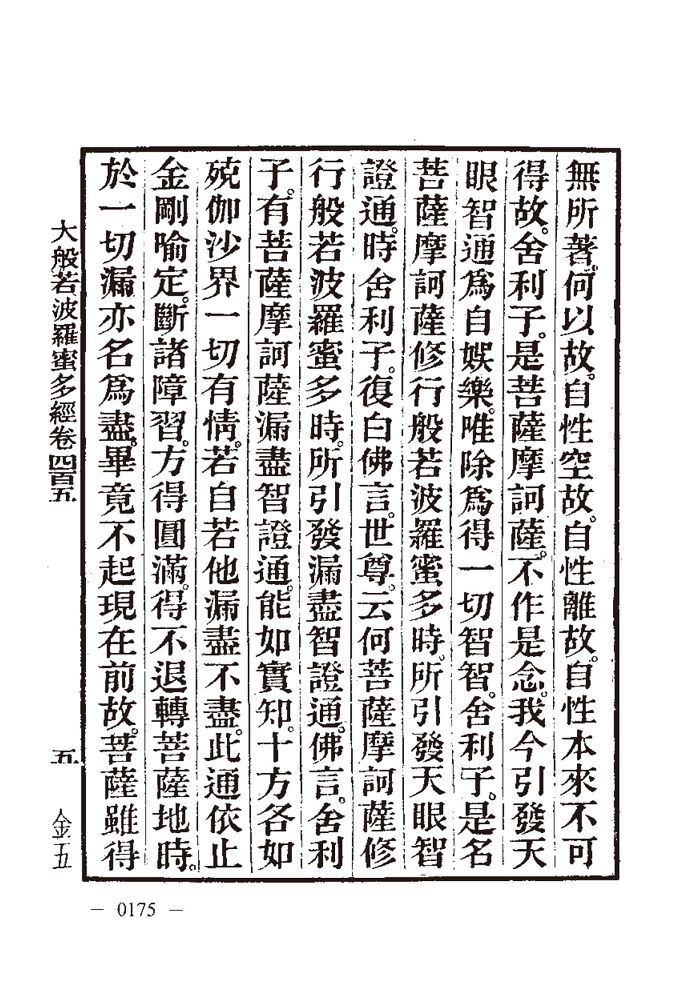 無所著。何以故。自性空故。自性離故。自性本來不可
得故。舍利子。是菩薩摩訶薩。不作是念。我今引發天
眼智通爲自娛樂。唯除爲得一切智智。舍利子。是名
菩薩摩訶薩修行般若波羅蜜多時。所引發天眼智
證通。時舍利子。復白佛言。世尊。云何菩薩摩訶薩修
行般若波羅蜜多時。所引發漏盡智證通。佛言。舍利
子。有菩薩摩訶薩漏盡智證通。能如實知。十方各如
殑伽沙界一切有情。若自若他漏盡不盡。此通依止
金剛喻定。斷諸障習。方得圓滿。得不退轉菩薩地時。
於一切漏亦名爲盡。畢竟不起現在前故。菩薩雖得
大般若波羅蜜多經卷四百五
五
金五
— 0175 —